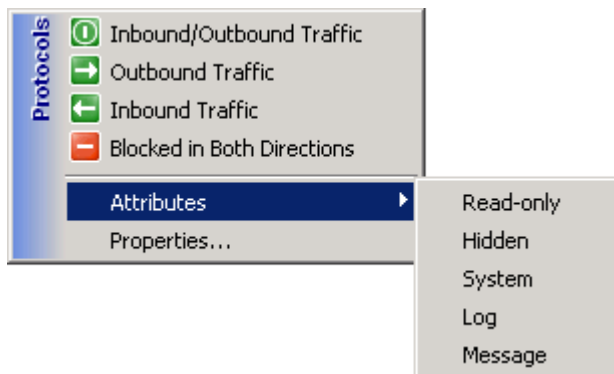 Protocols
Inbound/Outbound Traffic
Outbound Traffic
Inbound Traffic
Blocked in Both Directions
Attributes
Properties...
Read-only
Hidden
System
Log
Message